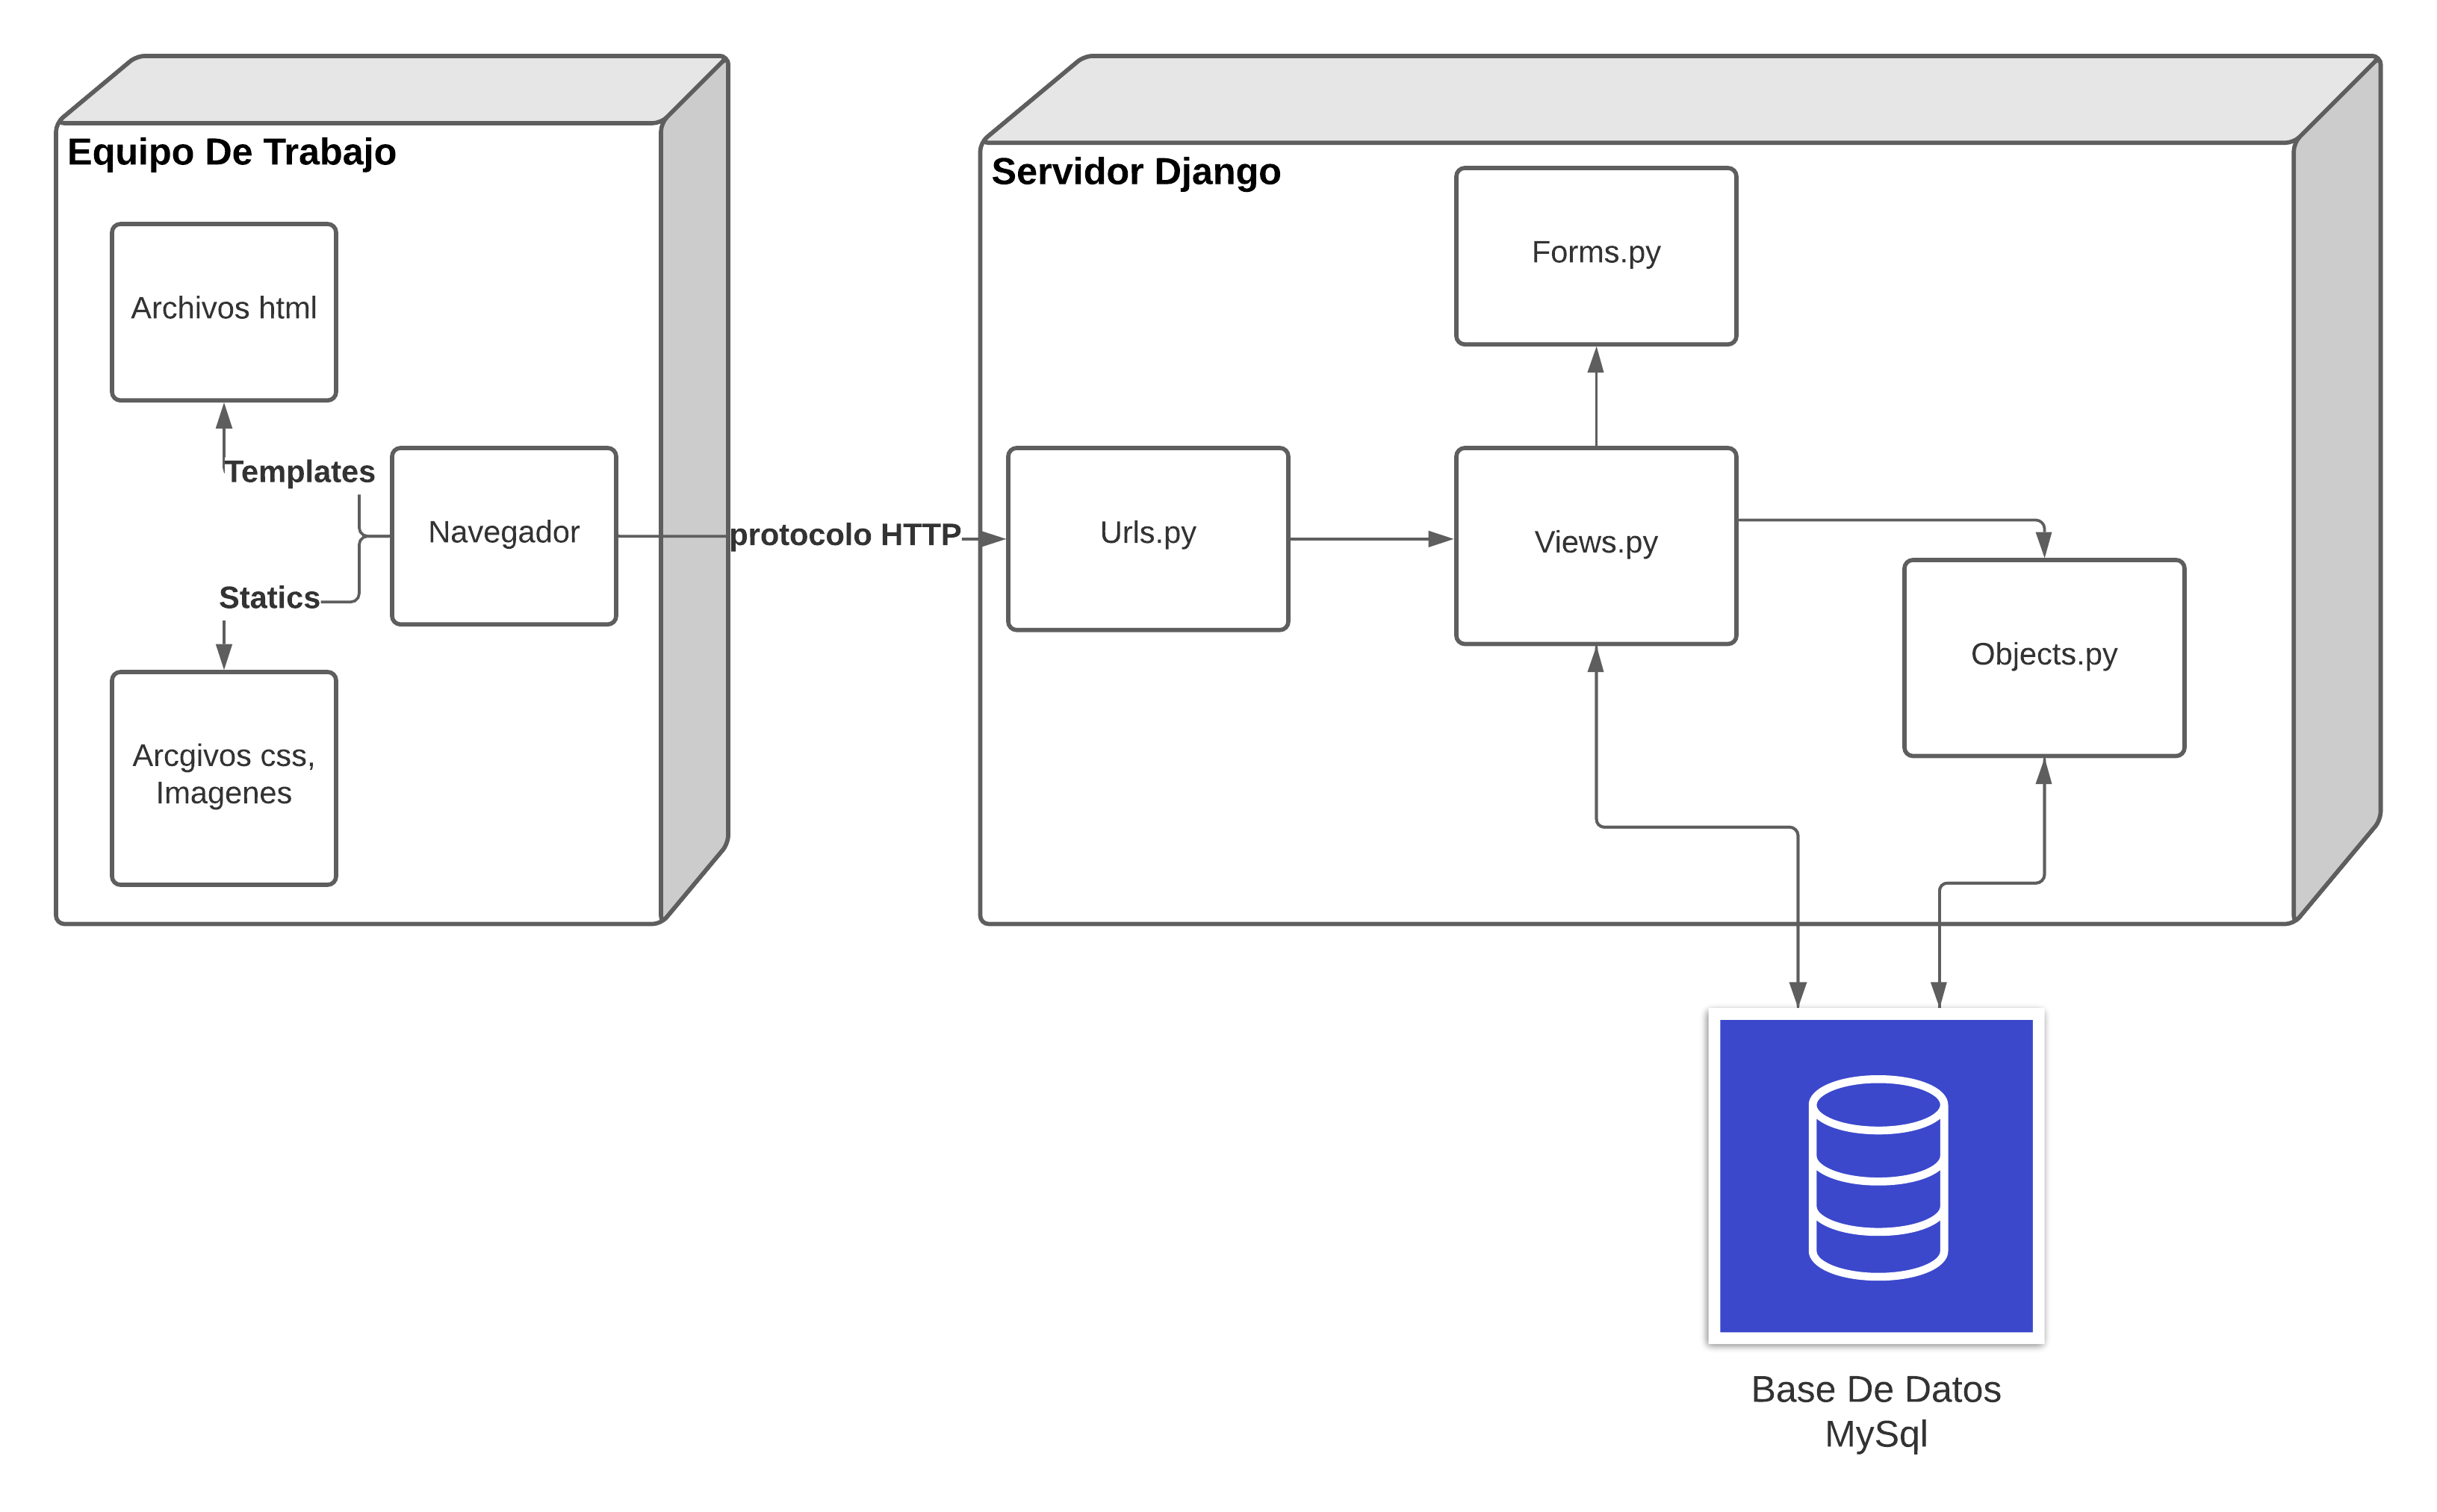 Equipo De Trabajo
Archivos html
Templates
Navegador
Statics
Arcgivos css,
Imagenes
protocolo HTTP
Servidor Django
Forms.py
Urls.py
Views.py
Objects.py
Base De Datos
MySql